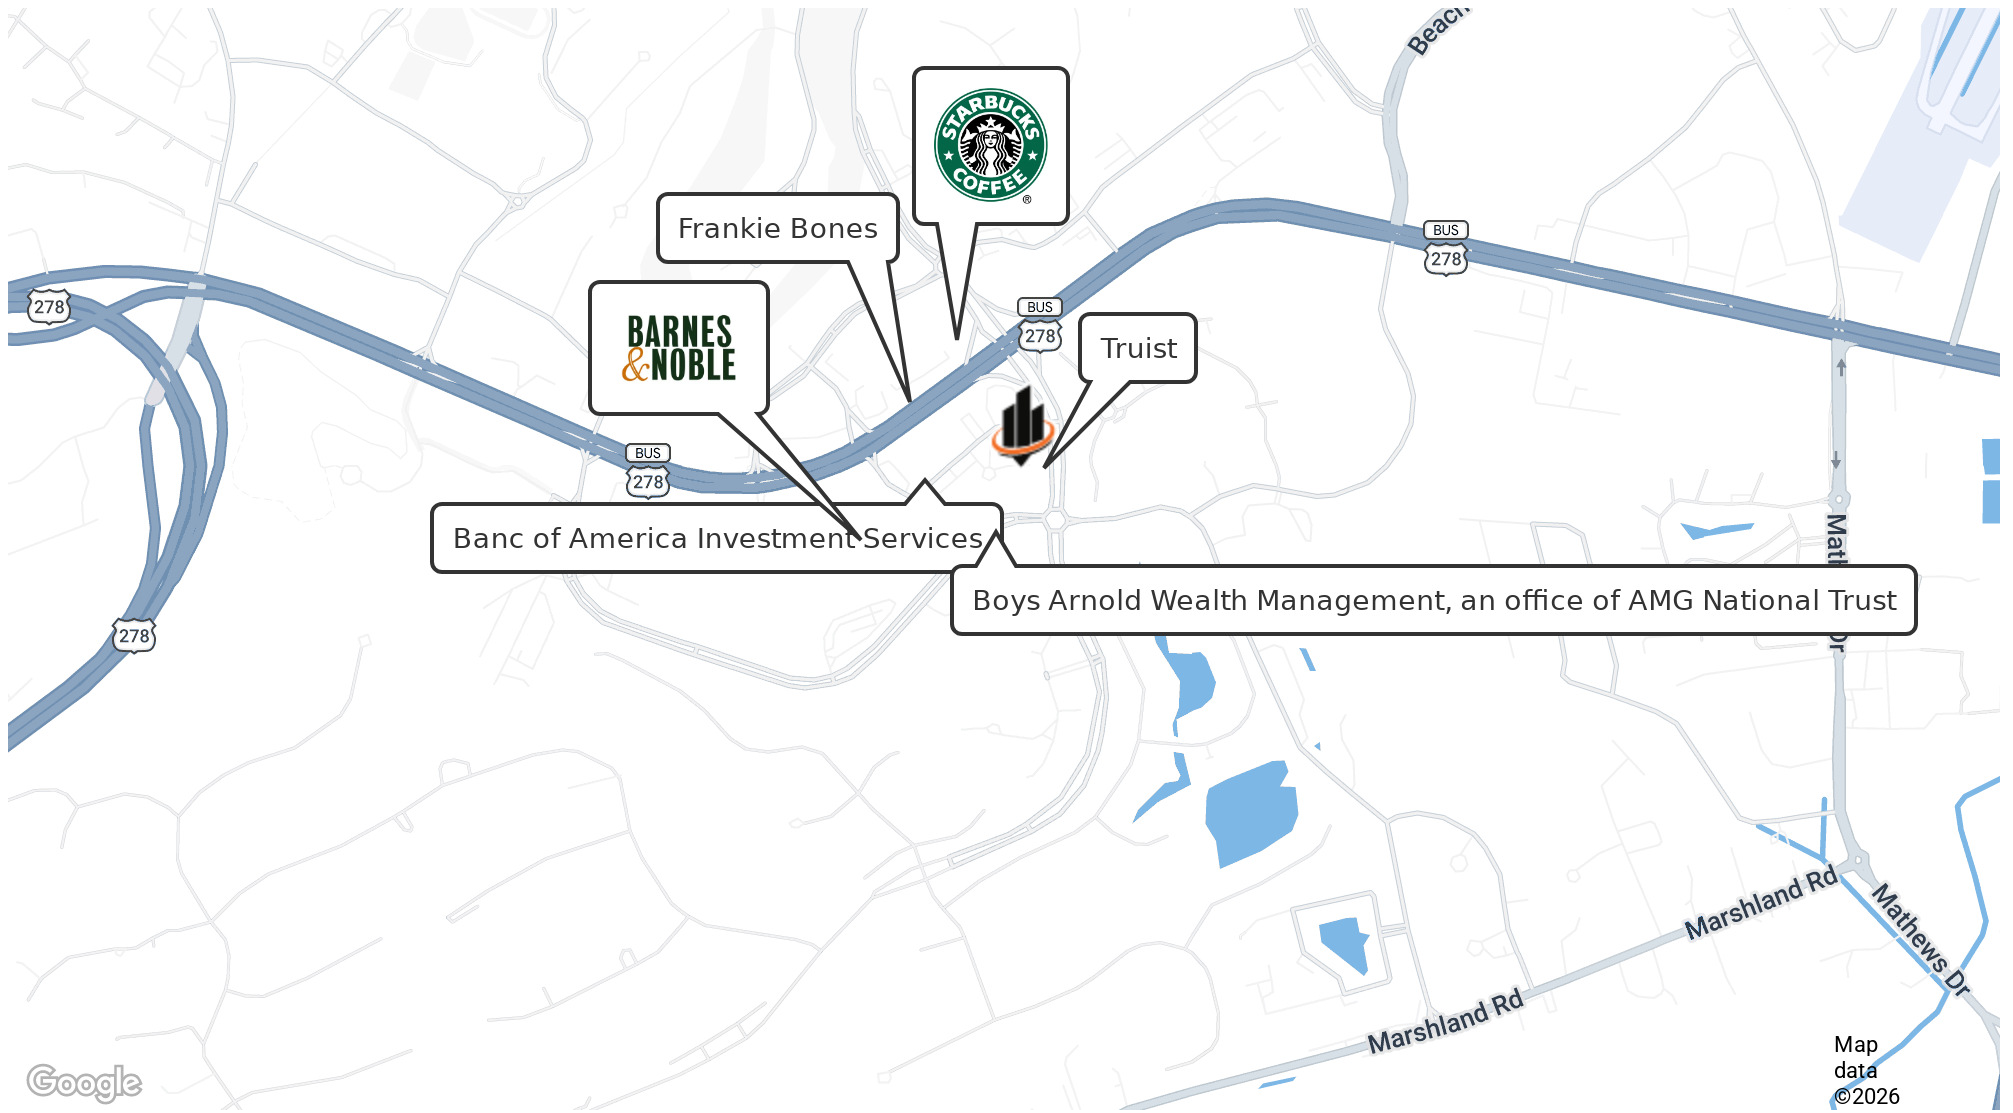 Beach
STARBUCKS
COFFEE
®
Frankie Bones
BUS
278
278
BUS
278
BARNES
&NOBLE
Truist
BUS
278
Banc of America Investment Services
Boys Arnold Wealth Management, an office of AMG National Trust
Math
Dr
278
Marshland Rd
Mathews Dr
Marshland Rd
Google
Map
data
©2026